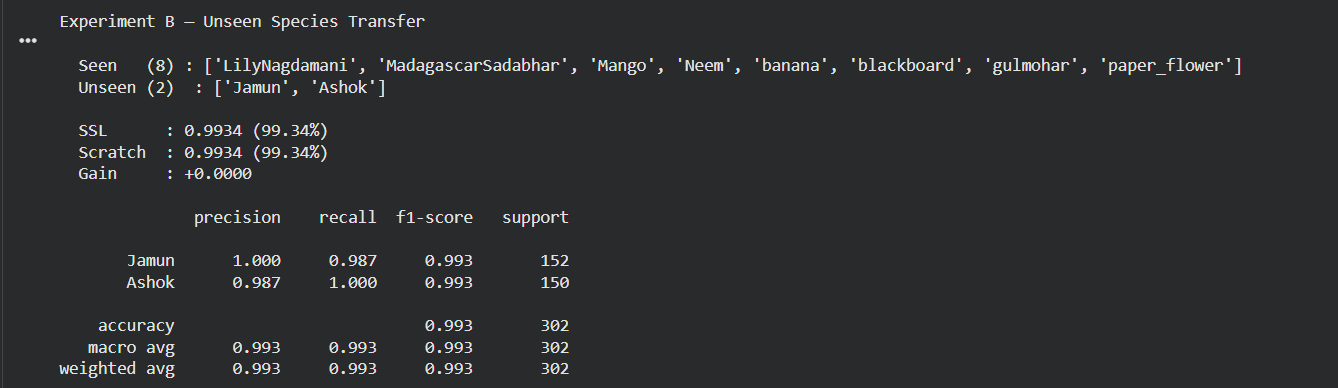 Experiment B — Unseen Species Transfer
Seen (8) : ['LilyNagdamani', 'MadagascarSadabhar', 'Mango', 'Neem', 'banana', 'blackboard', 'gulmohar', 'paper_flower']
Unseen (2) : ['Jamun', 'Ashok']
SSL : 0.9934 (99.34%)
Scratch : 0.9934 (99.34%)
Gain : +0.0000
precision recall f1-score support
Jamun 1.000 0.987 0.993 152
Ashok 0.987 1.000 0.993 150
accuracy 0.993 302
macro avg 0.993 0.993 0.993 302
weighted avg 0.993 0.993 0.993 302